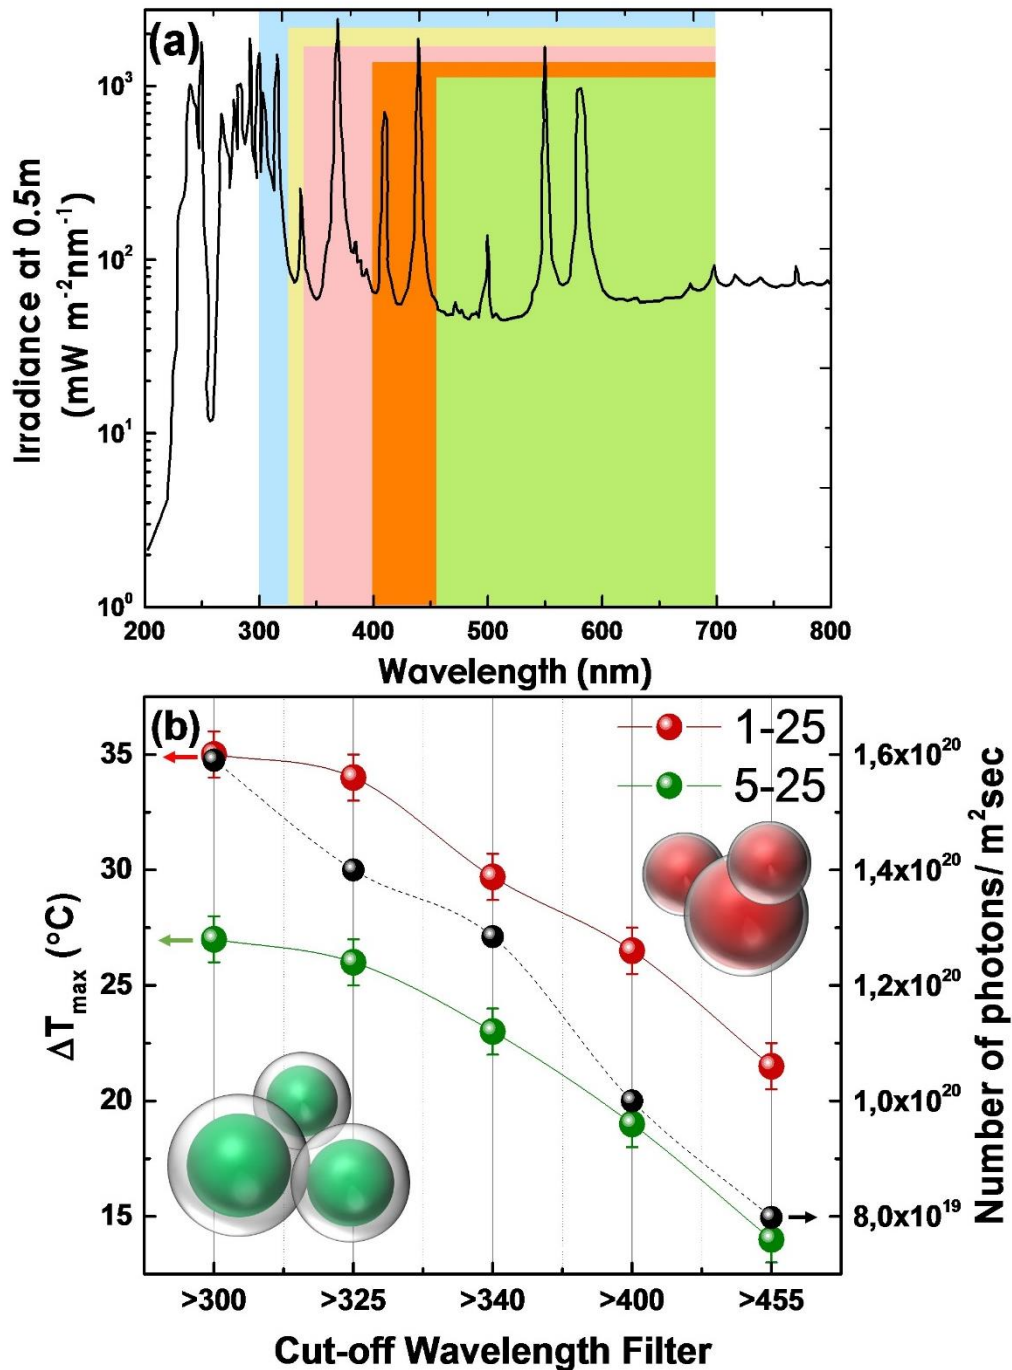 (a)
Irradiance at 0.5m
(mW m⁻²nm⁻¹)
10³
10²
10¹
10⁰
200 300 400 500 600 700 800
Wavelength (nm)
(b)
1-25
5-25
ΔTmax (°C)
35
30
25
20
15
1,6x10²⁰
1,4x10²⁰
1,2x10²⁰
1,0x10²⁰
8,0x10¹⁹
Number of photons/ m²sec
>300 >325 >340 >400 >455
Cut-off Wavelength Filter